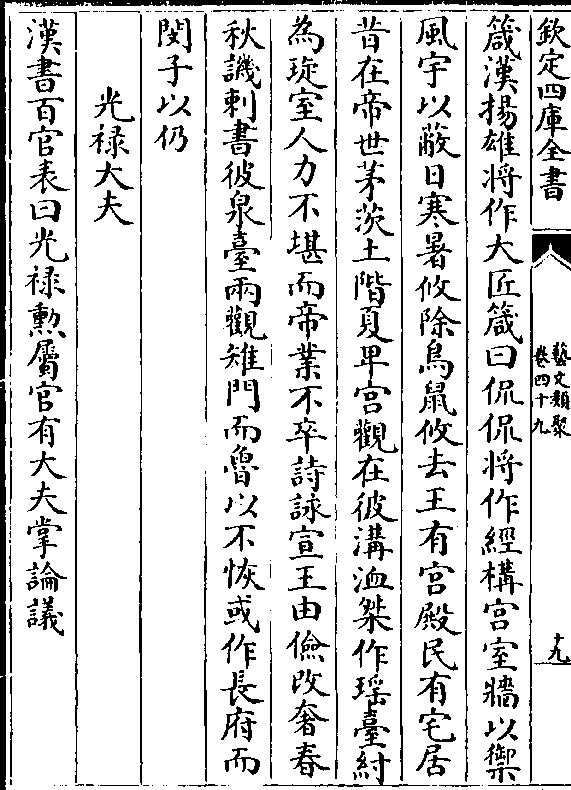 欽定四庫全書
藝文類聚
卷四十九
十九
箴漢揚雄將作大匠箴曰侃侃將作經構宫室牆以禦
風宇以蔽日寒暑攸除鳥鼠攸去王有宫殿民有宅居
昔在帝世茅茨土階夏卑宫觀在彼溝洫桀作瑶臺紂
為琁室人力不堪而帝業不卒詩詠宣王由儉改奢春
秋譏刺書彼泉臺兩觀雉門而魯以不恢或作長府而
閔子以仍
光禄大夫
漢書百官表曰光禄勲屬官有大夫掌論議